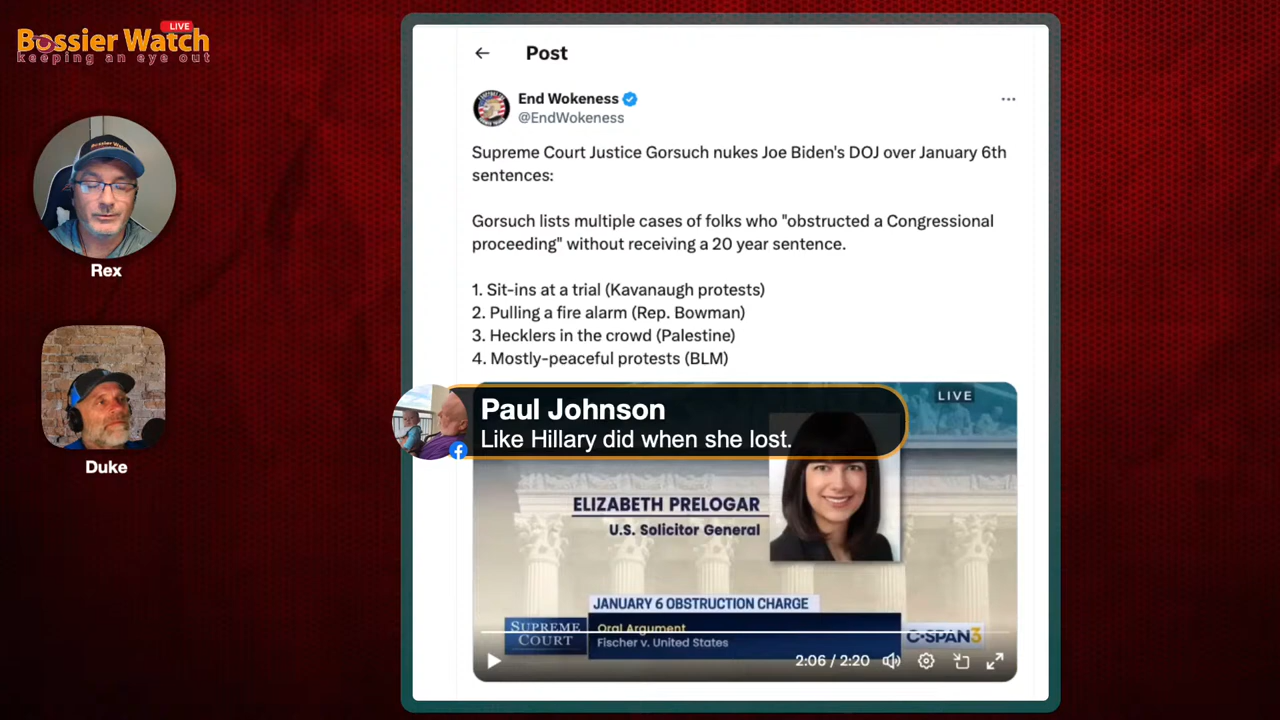 LIVE
Bossier Watch
keeping an eye out
Rex
Duke
Post
End Wokeness
@EndWokeness
Supreme Court Justice Gorsuch nukes Joe Biden's DOJ over January 6th
sentences:
Gorsuch lists multiple cases of folks who "obstructed a Congressional
proceeding" without receiving a 20 year sentence.
1. Sit-ins at a trial (Kavanaugh protests)
2. Pulling a fire alarm (Rep. Bowman)
3. Hecklers in the crowd (Palestine)
4. Mostly-peaceful protests (BLM)
LIVE
Paul Johnson
Like Hillary did when she lost.
ELIZABETH PRELOGAR
U.S. Solicitor General
JANUARY 6 OBSTRUCTION CHARGE
SUPREME
COURT
Oral Argument
Fischer v. United States
C-SPAN3
2:06 / 2:20